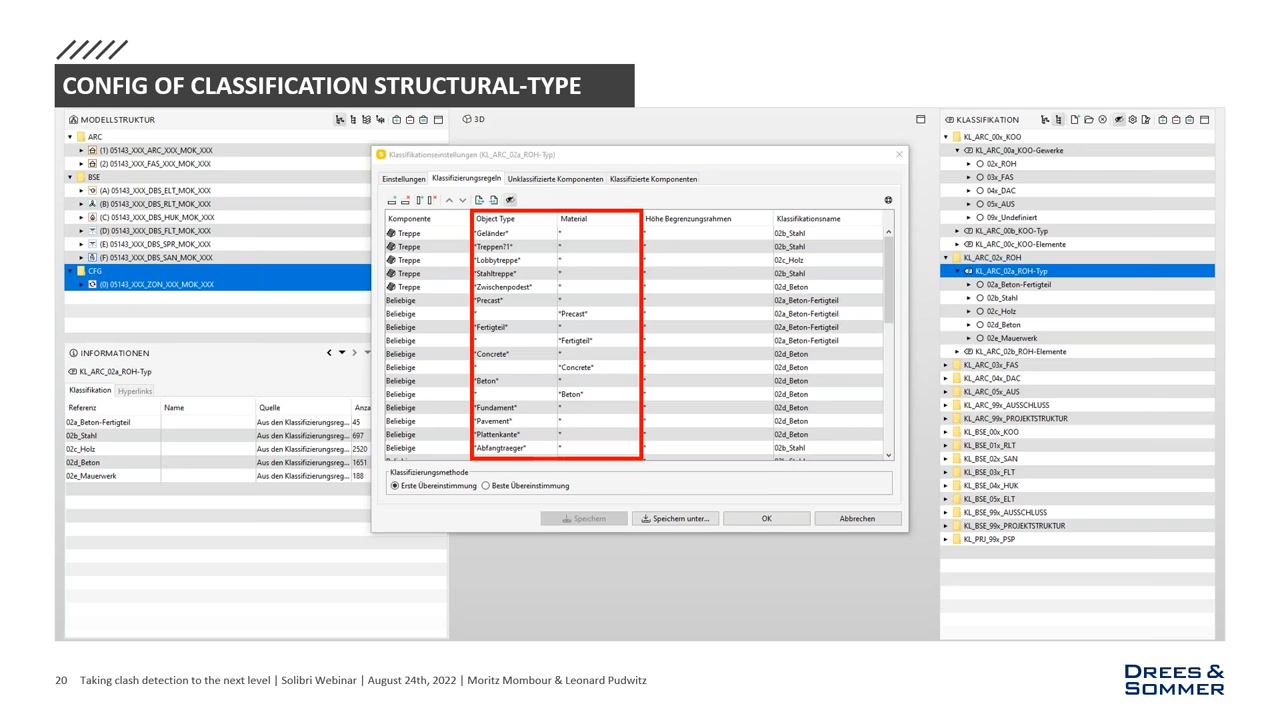 CONFIG OF CLASSIFICATION STRUCTURAL-TYPE
MODELLSTRUKTUR
ARC
(1) 05143_XXX_ARC_XXX_MOK_XXX
(2) 05143_XXX_FAS_XXX_MOK_XXX
BSE
(A) 05143_XXX_DBS_ELT_MOK_XXX
(B) 05143_XXX_DBS_RLT_MOK_XXX
(C) 05143_XXX_DBS_HUK_MOK_XXX
(D) 05143_XXX_DBS_FLT_MOK_XXX
(E) 05143_XXX_DBS_SPR_MOK_XXX
(F) 05143_XXX_DBS_SAN_MOK_XXX
CFG
(0) 05143_XXX_ZON_XXX_MOK_XXX
INFORMATIONEN
KL_ARC_02a_ROH-Typ
Klassifikation Hyperlinks
Referenz Name Quelle Anza
02a_Beton-Fertigteil Aus den Klassifizierungsreg... 45
02b_Stahl Aus den Klassifizierungsreg... 697
02c_Holz Aus den Klassifizierungsreg... 2520
02d_Beton Aus den Klassifizierungsreg... 1651
02e_Mauerwerk Aus den Klassifizierungsreg... 188
3D
Klassifikationseinstellungen (KL_ARC_02a_ROH-Typ)
Einstellungen Klassifizierungsregeln Unklassifizierte Komponenten Klassifizierte Komponenten
Komponente Object Type Material Höhe Begrenzungsrahmen Klassifikationsname
Treppe *Geländer* * * 02b_Stahl
Treppe *Treppen?1* * * 02b_Stahl
Treppe *Lobbytreppe* * * 02c_Holz
Treppe *Stahltreppe* * * 02b_Stahl
Treppe *Zwischenpodest* * * 02d_Beton
Beliebige *Precast* * * 02a_Beton-Fertigteil
Beliebige * *Precast* * 02a_Beton-Fertigteil
Beliebige *Fertigteil* * * 02a_Beton-Fertigteil
Beliebige * *Fertigteil* * 02a_Beton-Fertigteil
Beliebige *Concrete* * * 02d_Beton
Beliebige * *Concrete* * 02d_Beton
Beliebige *Beton* * * 02d_Beton
Beliebige * *Beton* * 02d_Beton
Beliebige *Fundament* * * 02d_Beton
Beliebige *Pavement* * * 02d_Beton
Beliebige *Plattenkante* * * 02d_Beton
Beliebige *Abfangtraeger* * * 02b_Stahl
Klassifizierungsmethode
Erste Übereinstimmung Beste Übereinstimmung
Speichern Speichern unter... OK Abbrechen
KLASSIFIKATION
KL_ARC_00x_KOO
KL_ARC_00a_KOO-Gewerke
02x_ROH
03x_FAS
04x_DAC
05x_AUS
09x_Undefiniert
KL_ARC_00b_KOO-Typ
KL_ARC_00c_KOO-Elemente
KL_ARC_02x_ROH
KL_ARC_02a_ROH-Typ
02a_Beton-Fertigteil
02b_Stahl
02c_Holz
02d_Beton
02e_Mauerwerk
KL_ARC_02b_ROH-Elemente
KL_ARC_03x_FAS
KL_ARC_04x_DAC
KL_ARC_05x_AUS
KL_ARC_99x_AUSSCHLUSS
KL_ARC_99x_PROJEKTSTRUKTUR
KL_BSE_00x_KOO
KL_BSE_01x_RLT
KL_BSE_02x_SAN
KL_BSE_03x_FLT
KL_BSE_04x_HUK
KL_BSE_05x_ELT
KL_BSE_99x_AUSSCHLUSS
KL_BSE_99x_PROJEKTSTRUKTUR
KL_PRJ_99x_PSP
20 Taking clash detection to the next level | Solibri Webinar | August 24th, 2022 | Moritz Mombour & Leonard Pudwitz
DREES &
SOMMER